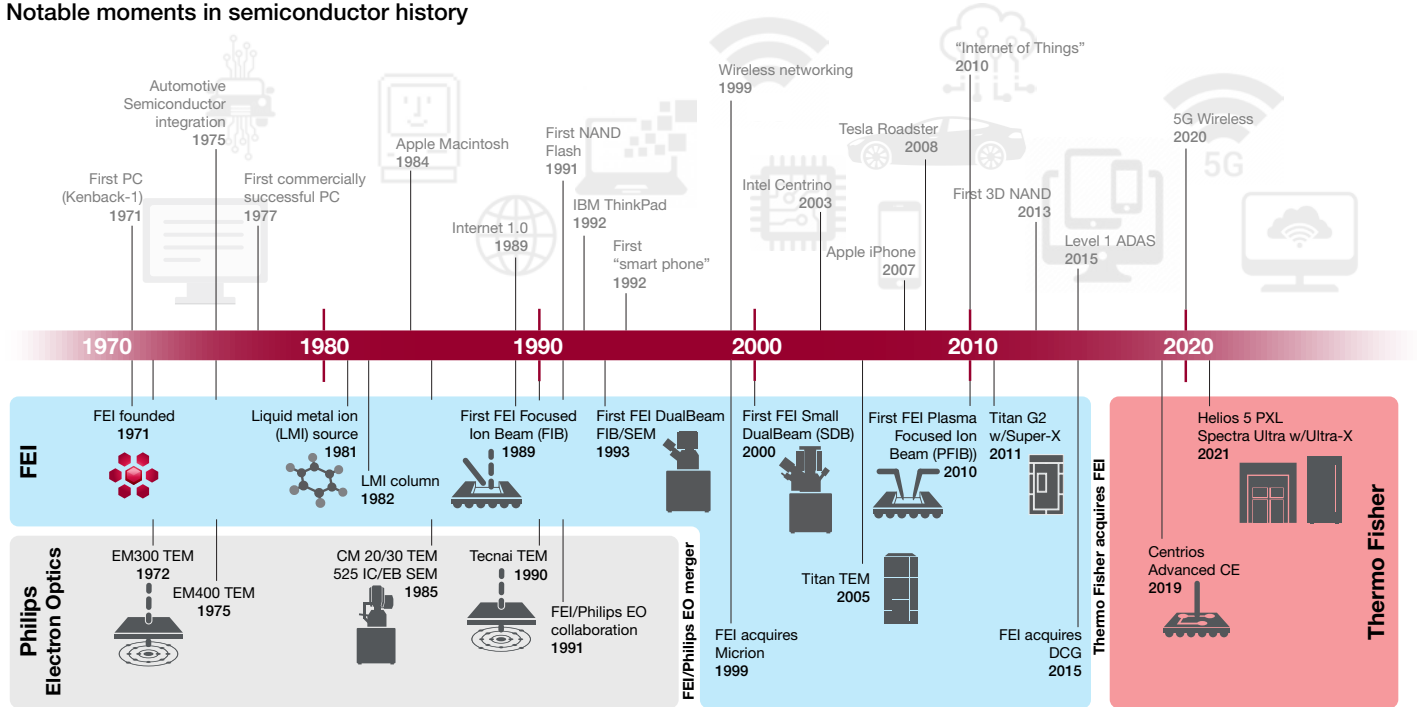 Notable moments in semiconductor history
First PC
(Kenback-1)
1971
Automotive
Semiconductor
integration
1975
First commercially
successful PC
1977
Apple Macintosh
1984
Internet 1.0
1989
First NAND
Flash
1991
IBM ThinkPad
1992
First
“smart phone”
1992
Wireless networking
1999
Intel Centrino
2003
Apple iPhone
2007
Tesla Roadster
2008
“Internet of Things”
2010
First 3D NAND
2013
Level 1 ADAS
2015
5G Wireless
2020
5G
1970
1980
1990
2000
2010
2020
FEI
FEI founded
1971
Liquid metal ion
(LMI) source
1981
LMI column
1982
First FEI Focused
Ion Beam (FIB)
1989
First FEI DualBeam
FIB/SEM
1993
First FEI Small
DualBeam (SDB)
2000
First FEI Plasma
Focused Ion
Beam (PFIB))
2010
Titan G2
w/Super-X
2011
Thermo Fisher acquires FEI
Helios 5 PXL
Spectra Ultra w/Ultra-X
2021
Centrios
Advanced CE
2019
Thermo Fisher
Philips
Electron Optics
EM300 TEM
1972
EM400 TEM
1975
CM 20/30 TEM
525 IC/EB SEM
1985
Tecnai TEM
1990
FEI/Philips EO
collaboration
1991
FEI/Philips EO merger
FEI acquires
Micrion
1999
Titan TEM
2005
FEI acquires
DCG
2015